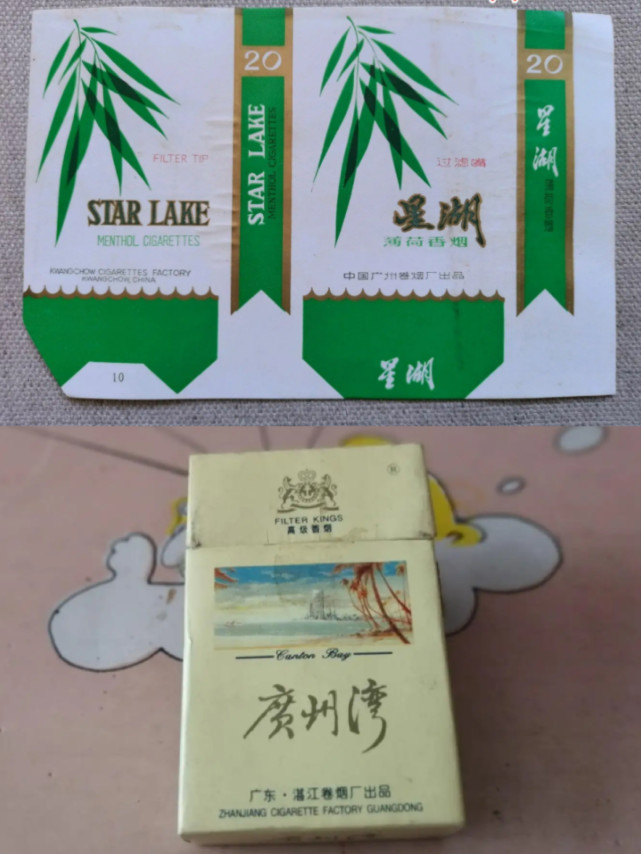 20
20
FILTER TIP
STAR LAKE
MENTHOL CIGARETTES
KWANGCHOW CIGARETTES FACTORY
KWANGCHOW, CHINA
10
STAR LAKE
MENTHOL CIGARETTES
过滤嘴
星湖
薄荷香烟
中国广州卷烟厂出品
星湖
星湖
薄荷香烟
®
FILTER KINGS
高级香烟
Canton Bay
廣州湾
广东·湛江卷烟厂出品
ZHANJIANG CIGARETTE FACTORY GUANGDONG